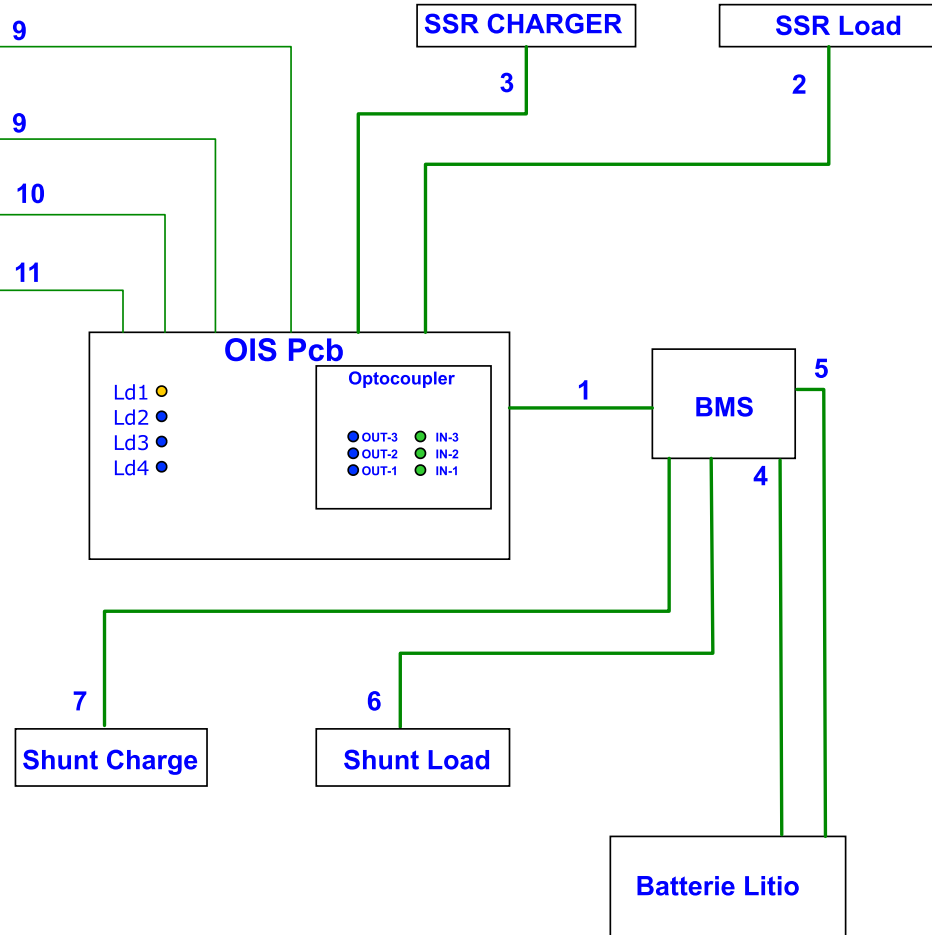 9
SSR CHARGER
SSR Load
3
2
9
10
11
OIS Pcb
Optocoupler
Ld1
Ld2
Ld3
Ld4
OUT-3 IN-3
OUT-2 IN-2
OUT-1 IN-1
1
BMS
5
4
7
6
Shunt Charge
Shunt Load
Batterie Litio